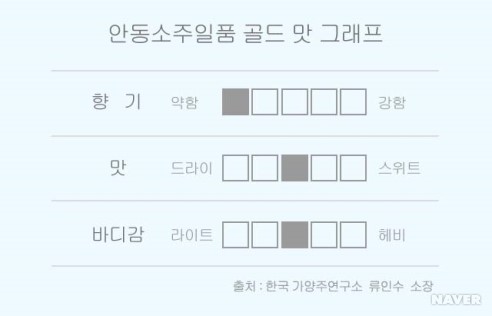 안동소주일품 골드 맛 그래프
향 기 약함 강함
맛 드라이 스위트
바디감 라이트 헤비
출처 : 한국 가양주연구소 류인수 소장
NAVER